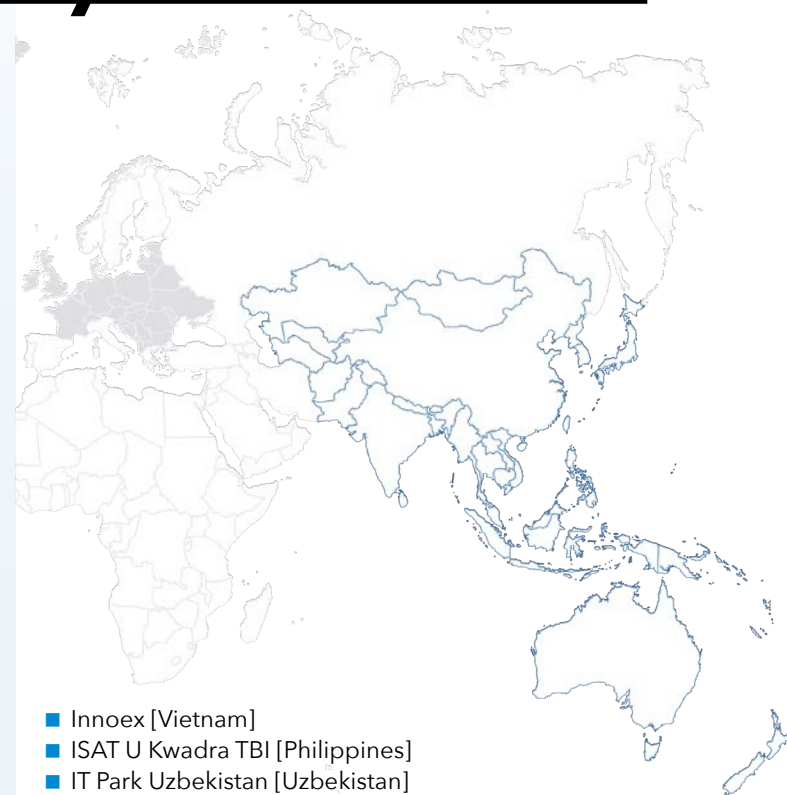 Innoex [Vietnam]
ISAT U Kwadra TBI [Philippines]
IT Park Uzbekistan [Uzbekistan]